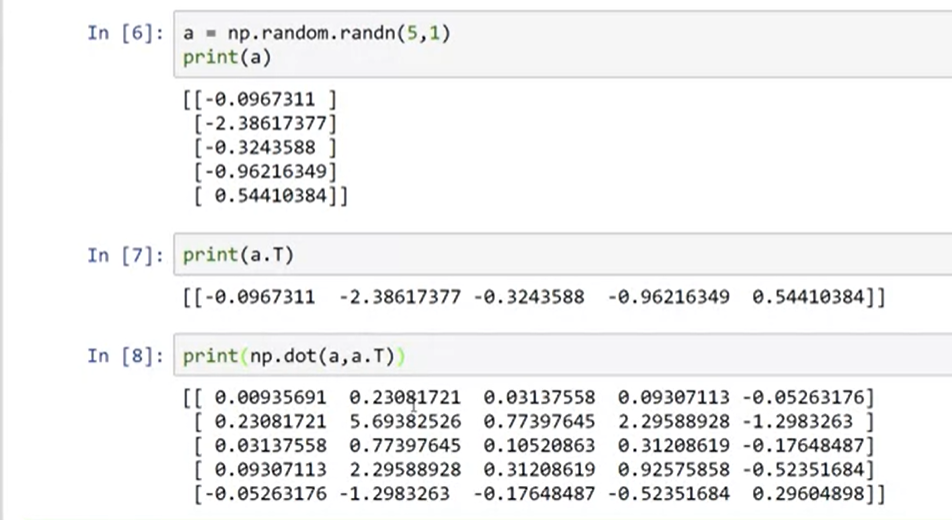 In [6]: a = np.random.randn(5,1)
print(a)
[[-0.0967311 ]
[-2.38617377]
[-0.3243588 ]
[-0.96216349]
[ 0.54410384]]
In [7]: print(a.T)
[[-0.0967311  -2.38617377 -0.3243588  -0.96216349  0.54410384]]
In [8]: print(np.dot(a,a.T))
[[ 0.00935691  0.23081721  0.03137558  0.09307113 -0.05263176]
[ 0.23081721  5.69382526  0.77397645  2.29588928 -1.2983263 ]
[ 0.03137558  0.77397645  0.10520863  0.31208619 -0.17648487]
[ 0.09307113  2.29588928  0.31208619  0.92575858 -0.52351684]
[-0.05263176 -1.2983263  -0.17648487 -0.52351684  0.29604898]]